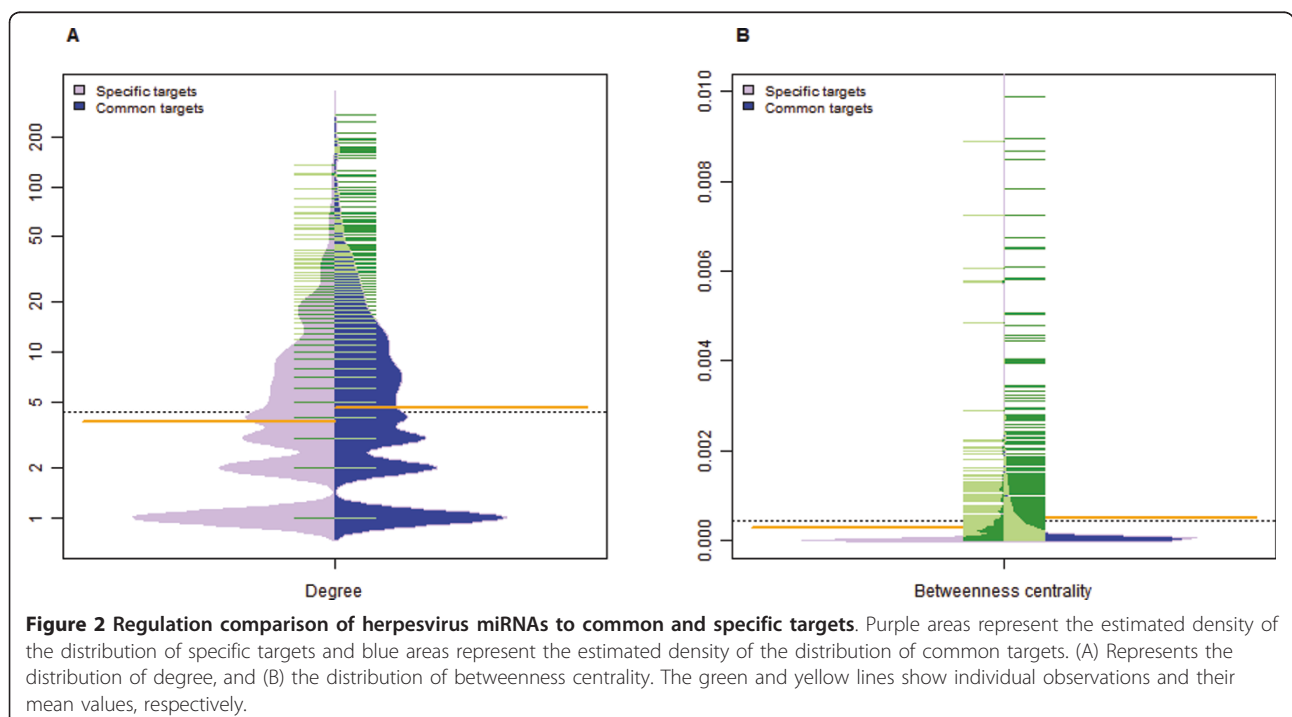 A
Specific targets
Common targets
200
100
50
20
10
5
2
1
Degree
B
Specific targets
Common targets
0.010
0.008
0.006
0.004
0.002
0.000
Betweenness centrality
Figure 2 Regulation comparison of herpesvirus miRNAs to common and specific targets. Purple areas represent the estimated density of
the distribution of specific targets and blue areas represent the estimated density of the distribution of common targets. (A) Represents the
distribution of degree, and (B) the distribution of betweenness centrality. The green and yellow lines show individual observations and their
mean values, respectively.